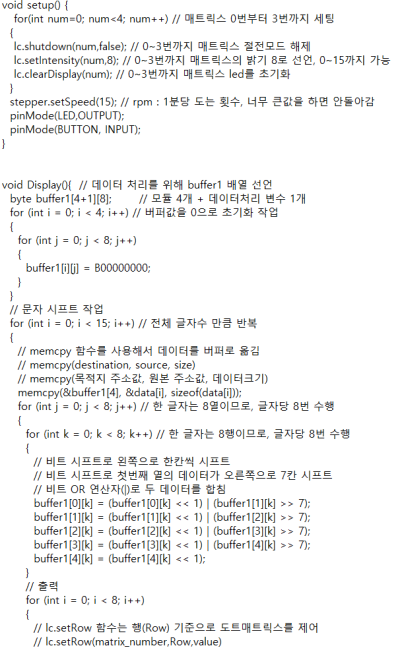 void setup() {
for(int num=0; num<4; num++) // 매트릭스 0번부터 3번까지 세팅
{
lc.shutdown(num,false); // 0~3번까지 매트릭스 절전모드 해제
lc.setIntensity(num,8); // 0~3번까지 매트릭스의 밝기 8로 선언, 0~15까지 가능
lc.clearDisplay(num); // 0~3번까지 매트릭스 led를 초기화
}
stepper.setSpeed(15); // rpm : 1분당 도는 횟수, 너무 큰값을 하면 안돌아감
pinMode(LED,OUTPUT);
pinMode(BUTTON, INPUT);
}
void Display(){ // 데이터 처리를 위해 buffer1 배열 선언
byte buffer1[4+1][8]; // 모듈 4개 + 데이터처리 변수 1개
for (int i = 0; i < 4; i++) // 버퍼값을 0으로 초기화 작업
{
for (int j = 0; j < 8; j++)
{
buffer1[i][j] = B00000000;
}
}
// 문자 시프트 작업
for (int i = 0; i < 15; i++) // 전체 글자수 만큼 반복
{
// memcpy 함수를 사용해서 데이터를 버퍼로 옮김
// memcpy(destination, source, size)
// memcpy(목적지 주소값, 원본 주소값, 데이터크기)
memcpy(&buffer1[4], &data[i], sizeof(data[i]));
for (int j = 0; j < 8; j++) // 한 글자는 8열이므로, 글자당 8번 수행
{
for (int k = 0; k < 8; k++) // 한 글자는 8행이므로, 글자당 8번 수행
{
// 비트 시프트로 왼쪽으로 한칸씩 시프트
// 비트 시프트로 첫번째 열의 데이터가 오른쪽으로 7칸 시프트
// 비트 OR 연산자(|)로 두 데이터를 합침
buffer1[0][k] = (buffer1[0][k] << 1) | (buffer1[1][k] >> 7);
buffer1[1][k] = (buffer1[1][k] << 1) | (buffer1[2][k] >> 7);
buffer1[2][k] = (buffer1[2][k] << 1) | (buffer1[3][k] >> 7);
buffer1[3][k] = (buffer1[3][k] << 1) | (buffer1[4][k] >> 7);
buffer1[4][k] = (buffer1[4][k] << 1);
}
// 출력
for (int i = 0; i < 8; i++)
{
// lc.setRow 함수는 행(Row) 기준으로 도트매트릭스를 제어
// lc.setRow(matrix_number,Row,value)